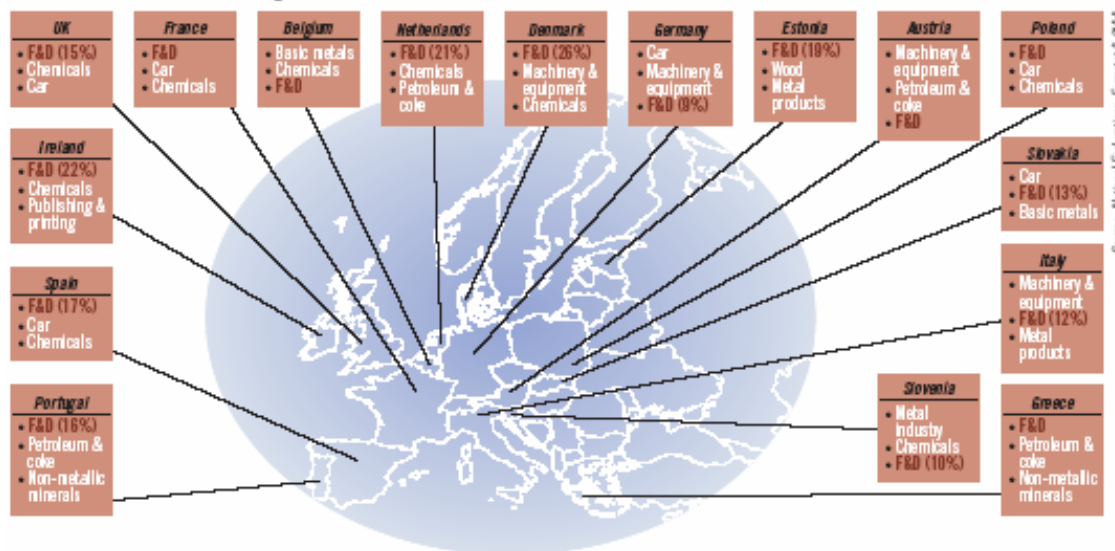 UK
• F&D (15%)
• Chemicals
• Car
France
• F&D
• Car
• Chemicals
Belgium
• Basic metals
• Chemicals
• F&D
Netherlands
• F&D (21%)
• Chemicals
• Petroleum &
coke
Denmark
• F&D (26%)
• Machinery &
equipment
• Chemicals
Germany
• Car
• Machinery &
equipment
• F&D (9%)
Estonia
• F&D (19%)
• Wood
• Metal
products
Austria
• Machinery &
equipment
• Petroleum &
coke
• F&D
Poland
• F&D
• Car
• Chemicals
Ireland
• F&D (22%)
• Chemicals
• Publishing &
printing
Slovakia
• Car
• F&D (13%)
• Basic metals
Spain
• F&D (17%)
• Car
• Chemicals
Italy
• Machinery &
equipment
• F&D (12%)
• Metal
products
Portugal
• F&D (16%)
• Petroleum &
coke
• Non-metallic
minerals
Slovenia
• Metal
industry
• Chemicals
• F&D (10%)
Greece
• F&D
• Petroleum &
coke
• Non-metallic
minerals